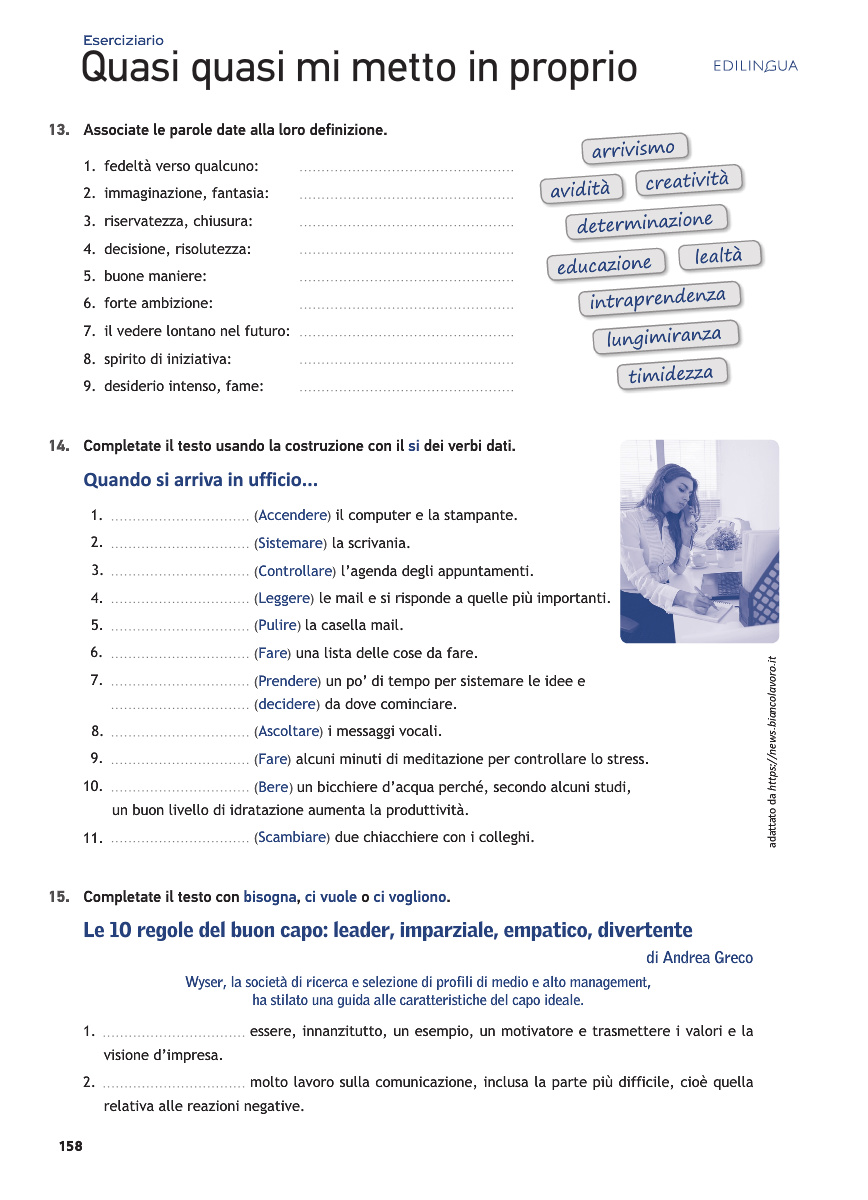 Eserciziario
Quasi quasi mi metto in proprio
EDILINGUA
13. Associate le parole date alla loro definizione.
1. fedeltà verso qualcuno: ..................................................
2. immaginazione, fantasia: ..................................................
3. riservatezza, chiusura: ..................................................
4. decisione, risolutezza: ..................................................
5. buone maniere: ..................................................
6. forte ambizione: ..................................................
7. il vedere lontano nel futuro: ..................................................
8. spirito di iniziativa: ..................................................
9. desiderio intenso, fame: ..................................................
arrivismo
avidità creatività
determinazione
educazione lealtà
intraprendenza
lungimiranza
timidezza
14. Completate il testo usando la costruzione con il si dei verbi dati.
Quando si arriva in ufficio...
1. ................................ (Accendere) il computer e la stampante.
2. ................................ (Sistemare) la scrivania.
3. ................................ (Controllare) l'agenda degli appuntamenti.
4. ................................ (Leggere) le mail e si risponde a quelle più importanti.
5. ................................ (Pulire) la casella mail.
6. ................................ (Fare) una lista delle cose da fare.
7. ................................ (Prendere) un po' di tempo per sistemare le idee e
................................ (decidere) da dove cominciare.
8. ................................ (Ascoltare) i messaggi vocali.
9. ................................ (Fare) alcuni minuti di meditazione per controllare lo stress.
10. ................................ (Bere) un bicchiere d'acqua perché, secondo alcuni studi,
un buon livello di idratazione aumenta la produttività.
11. ................................ (Scambiare) due chiacchiere con i colleghi.
adattato da https://news.biancolavoro.it
15. Completate il testo con bisogna, ci vuole o ci vogliono.
Le 10 regole del buon capo: leader, imparziale, empatico, divertente
di Andrea Greco
Wyser, la società di ricerca e selezione di profili di medio e alto management,
ha stilato una guida alle caratteristiche del capo ideale.
1. ................................ essere, innanzitutto, un esempio, un motivatore e trasmettere i valori e la
visione d'impresa.
2. ................................ molto lavoro sulla comunicazione, inclusa la parte più difficile, cioè quella
relativa alle reazioni negative.
158